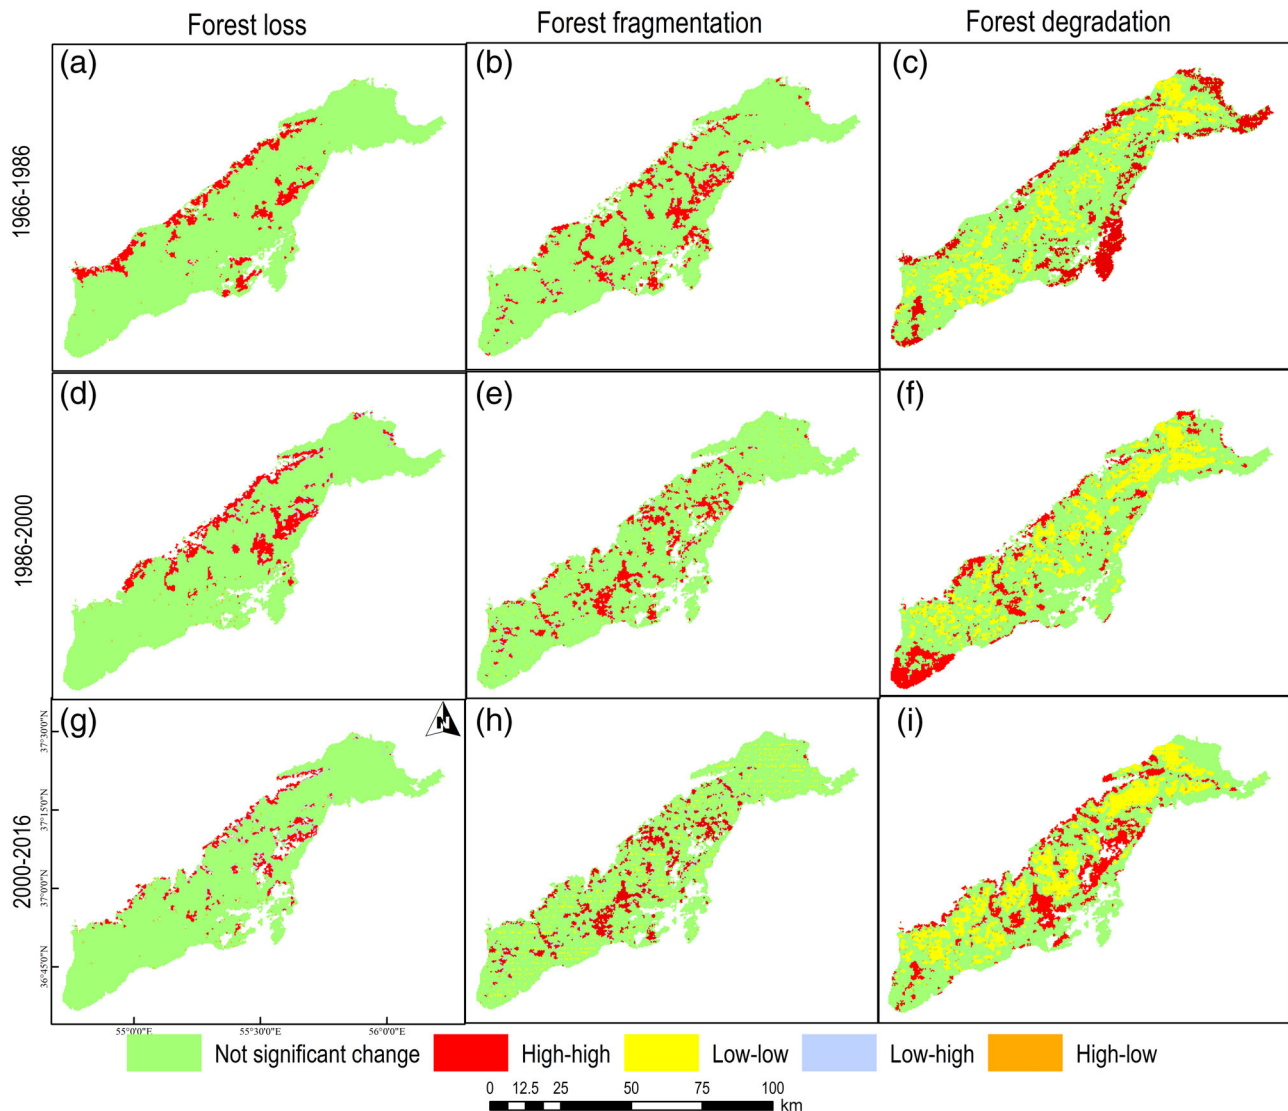 Forest loss
Forest fragmentation
Forest degradation
1966-1986
(a)
(b)
(c)
1986-2000
(d)
(e)
(f)
2000-2016
(g)
(h)
(i)
N
37°30'0"N
37°15'0"N
37°0'0"N
36°45'0"N
55°0'0"E
55°30'0"E
56°0'0"E
Not significant change
High-high
Low-low
Low-high
High-low
0 12.5 25 50 75 100
km